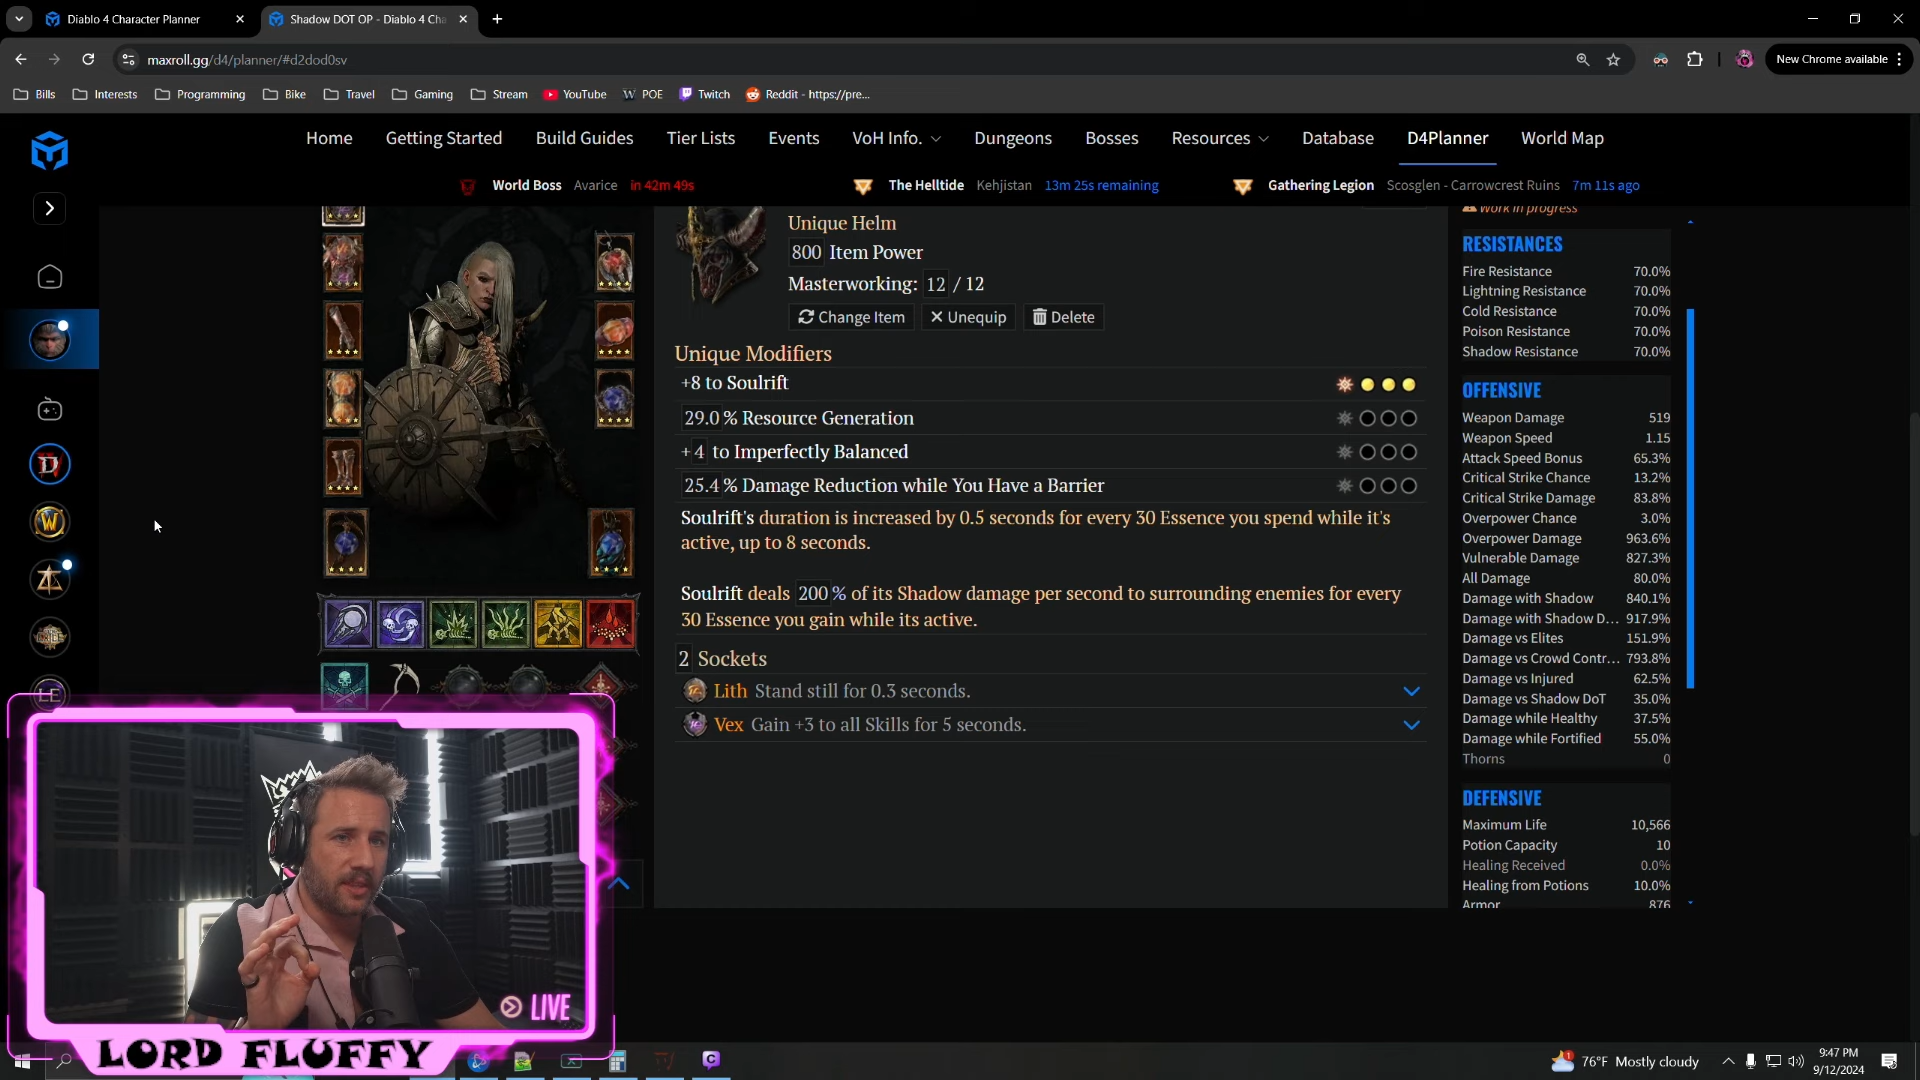 Diablo 4 Character Planner
Shadow DOT OP - Diablo 4 Cha
maxroll.gg/d4/planner/#d2dod0sv
New Chrome available
Bills
Interests
Programming
Bike
Travel
Gaming
Stream
YouTube
W POE
Twitch
Reddit - https://pre...
Home
Getting Started
Build Guides
Tier Lists
Events
VoH Info.
Dungeons
Bosses
Resources
Database
D4Planner
World Map
World Boss Avarice in 42m 49s
The Helltide Kehjistan 13m 25s remaining
Gathering Legion Scosglen - Carrowcrest Ruins 7m 11s ago
Unique Helm
800 Item Power
Masterworking: 12 / 12
Change Item
Unequip
Delete
Unique Modifiers
+8 to Soulrift
29.0 % Resource Generation
+ 4 to Imperfectly Balanced
25.4 % Damage Reduction while You Have a Barrier
Soulrift's duration is increased by 0.5 seconds for every 30 Essence you spend while it's
active, up to 8 seconds.
Soulrift deals 200 % of its Shadow damage per second to surrounding enemies for every
30 Essence you gain while its active.
2 Sockets
Lith Stand still for 0.3 seconds.
Vex Gain +3 to all Skills for 5 seconds.
Work in progress
RESISTANCES
Fire Resistance 70.0%
Lightning Resistance 70.0%
Cold Resistance 70.0%
Poison Resistance 70.0%
Shadow Resistance 70.0%
OFFENSIVE
Weapon Damage 519
Weapon Speed 1.15
Attack Speed Bonus 65.3%
Critical Strike Chance 13.2%
Critical Strike Damage 83.8%
Overpower Chance 3.0%
Overpower Damage 963.6%
Vulnerable Damage 827.3%
All Damage 80.0%
Damage with Shadow 840.1%
Damage with Shadow D... 917.9%
Damage vs Elites 151.9%
Damage vs Crowd Contr... 793.8%
Damage vs Injured 62.5%
Damage vs Shadow DoT 35.0%
Damage while Healthy 37.5%
Damage while Fortified 55.0%
Thorns 0
DEFENSIVE
Maximum Life 10,566
Potion Capacity 10
Healing Received 0.0%
Healing from Potions 10.0%
Armor 876
LE
LIVE
LORD FLUFFY
76°F Mostly cloudy
9:47 PM
9/12/2024